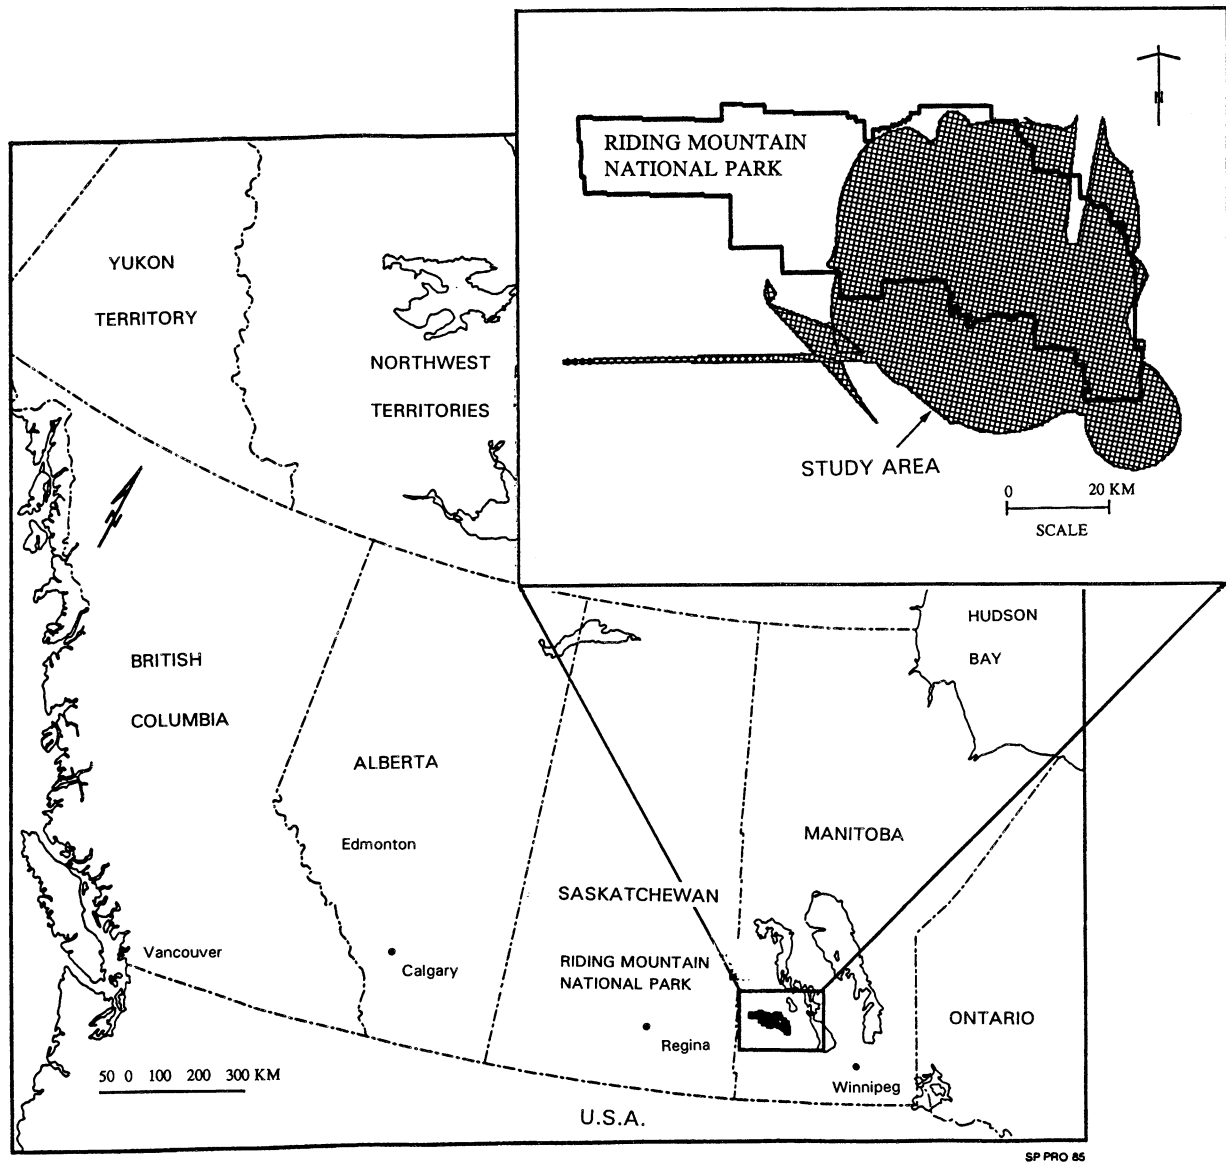 N
RIDING MOUNTAIN
NATIONAL PARK
STUDY AREA
0 20 KM
SCALE
YUKON
TERRITORY
NORTHWEST
TERRITORIES
N
HUDSON
BAY
BRITISH
COLUMBIA
ALBERTA
Edmonton
MANITOBA
SASKATCHEWAN
Vancouver
Calgary
RIDING MOUNTAIN
NATIONAL PARK
Regina
ONTARIO
Winnipeg
50 0 100 200 300 KM
U.S.A.
SP PRO 85